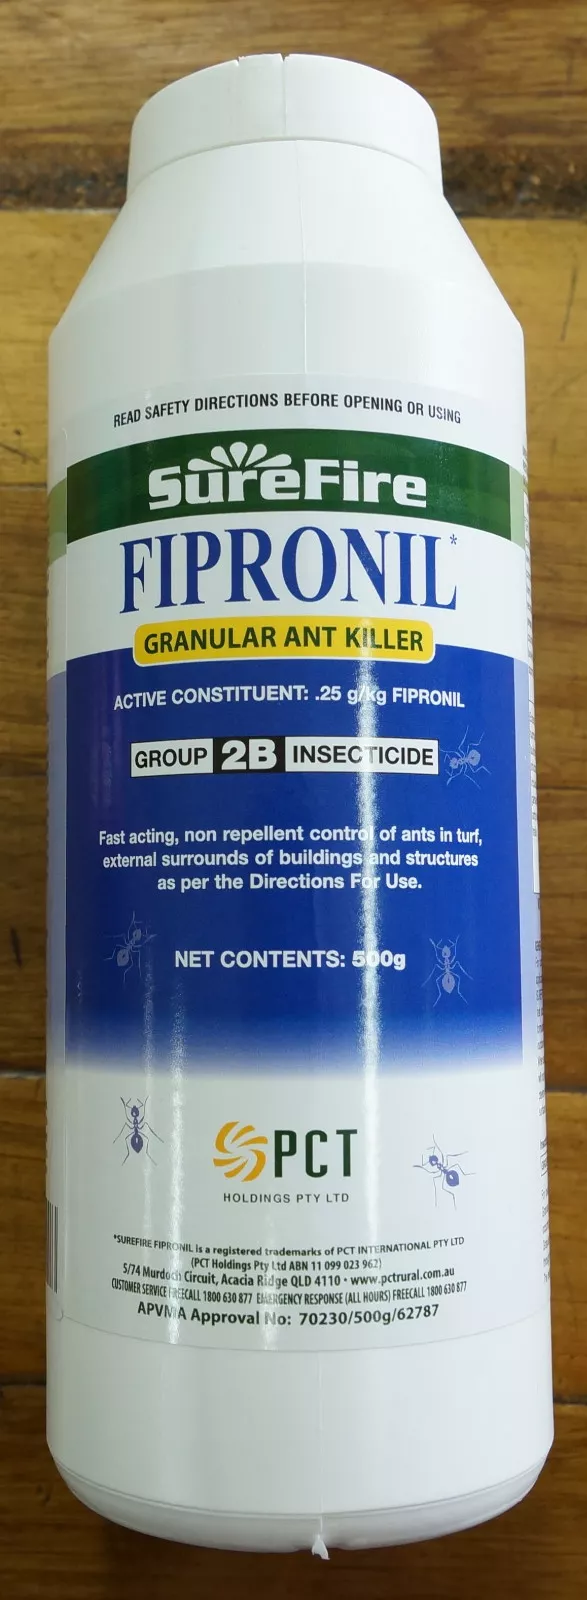 READ SAFETY DIRECTIONS BEFORE OPENING OR USING
SureFire
FIPRONIL*
GRANULAR ANT KILLER
ACTIVE CONSTITUENT: .25 g/kg FIPRONIL
GROUP 2B INSECTICIDE
Fast acting, non repellent control of ants in turf,
external surrounds of buildings and structures
as per the Directions For Use.
NET CONTENTS: 500g
PCT
HOLDINGS PTY LTD
*SUREFIRE FIPRONIL is a registered trademarks of PCT INTERNATIONAL PTY LTD
(PCT Holdings Pty Ltd ABN 11 099 023 962)
5/74 Murdoch Circuit, Acacia Ridge QLD 4110 • www.pctrural.com.au
CUSTOMER SERVICE FREECALL 1800 630 877 EMERGENCY RESPONSE (ALL HOURS) FREECALL 1800 630 877
APVMA Approval No: 70230/500g/62787